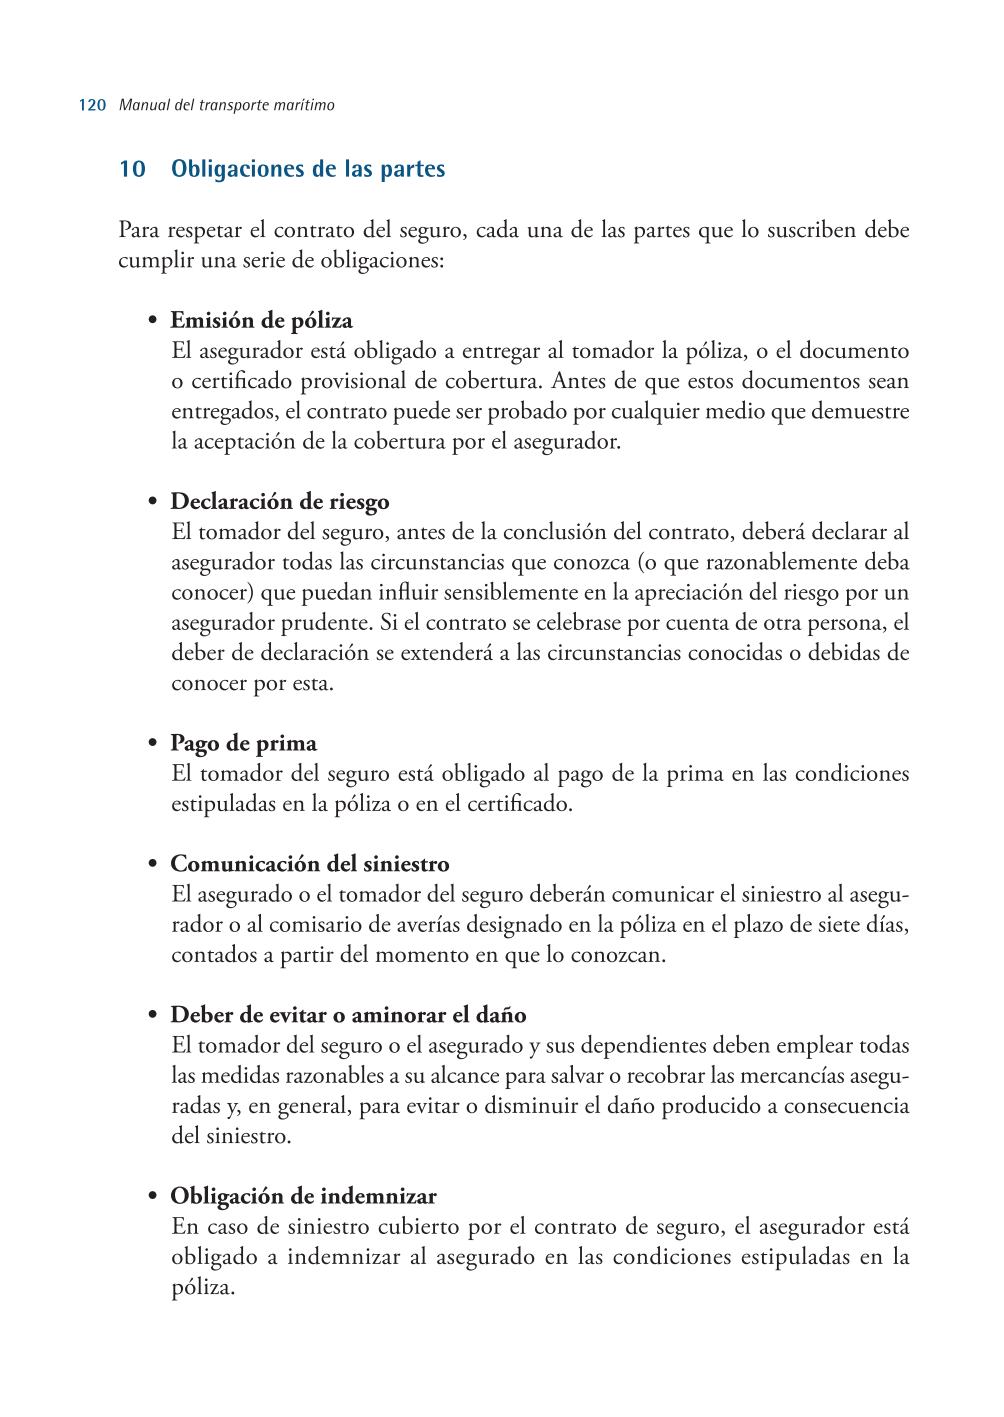 120 Manual del transporte marítimo
10 Obligaciones de las partes
Para respetar el contrato del seguro, cada una de las partes que lo suscriben debe
cumplir una serie de obligaciones:
• Emisión de póliza
El asegurador está obligado a entregar al tomador la póliza, o el documento
o certificado provisional de cobertura. Antes de que estos documentos sean
entregados, el contrato puede ser probado por cualquier medio que demuestre
la aceptación de la cobertura por el asegurador.
• Declaración de riesgo
El tomador del seguro, antes de la conclusión del contrato, deberá declarar al
asegurador todas las circunstancias que conozca (o que razonablemente deba
conocer) que puedan influir sensiblemente en la apreciación del riesgo por un
asegurador prudente. Si el contrato se celebrase por cuenta de otra persona, el
deber de declaración se extenderá a las circunstancias conocidas o debidas de
conocer por esta.
• Pago de prima
El tomador del seguro está obligado al pago de la prima en las condiciones
estipuladas en la póliza o en el certificado.
• Comunicación del siniestro
El asegurado o el tomador del seguro deberán comunicar el siniestro al asegu-
rador o al comisario de averías designado en la póliza en el plazo de siete días,
contados a partir del momento en que lo conozcan.
• Deber de evitar o aminorar el daño
El tomador del seguro o el asegurado y sus dependientes deben emplear todas
las medidas razonables a su alcance para salvar o recobrar las mercancías asegu-
radas y, en general, para evitar o disminuir el daño producido a consecuencia
del siniestro.
• Obligación de indemnizar
En caso de siniestro cubierto por el contrato de seguro, el asegurador está
obligado a indemnizar al asegurado en las condiciones estipuladas en la
póliza.